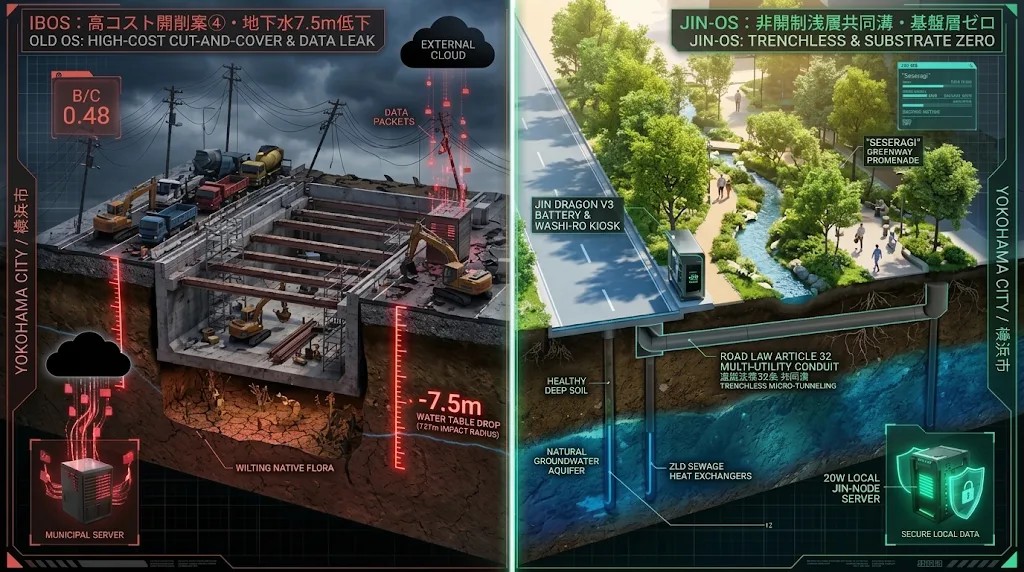 IBOS：高コスト開削案④・地下水7.5m低下
OLD OS: HIGH-COST CUT-AND-COVER & DATA LEAK
EXTERNAL
CLOUD
B/C
0.48
DATA
PACKETS
YOKOHAMA CITY / 横浜市
-7.5m
WATER TABLE DROP
(727m IMPACT RADIUS)
WILTING NATIVE FLORA
MUNICIPAL SERVER
JIN-OS：非開制浅層共同溝・基盤層ゼロ
JIN-OS: TRENCHLESS & SUBSTRATE ZERO
"Seseragi"
"SESERAGI"
GREENWAY
PROMENADE
JIN DRAGON V3
BATTERY &
WASHI-RO KIOSK
YOKOHAMA CITY /
ROAD LAW ARTICLE 32
MULTI-UTILITY CONDUIT
TRENCHLESS MICRO-TUNNELING
HEALTHY
DEEP SOIL
NATURAL
GROUNDWATER
AQUIFER
ZLD SEWAGE
HEAT EXCHANGERS
20W LOCAL
JIN-NODE
SERVER
SECURE LOCAL DATA